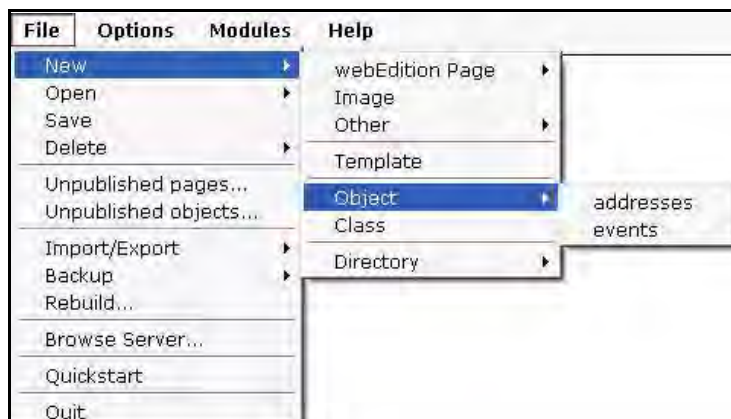 File Options Modules Help
New
Open
Save
Delete
Unpublished pages...
Unpublished objects...
Import/Export
Backup
Rebuild...
Browse Server...
Quickstart
Quit
webEdition Page
Image
Other
Template
Object
Class
Directory
addresses
events